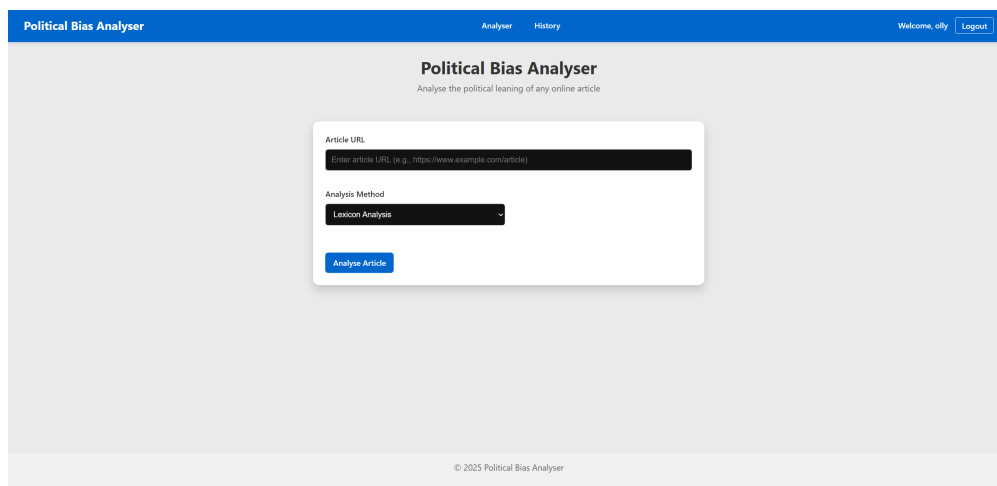 Political Bias Analyser
Analyser History
Welcome, olly Logout
Political Bias Analyser
Analyse the political leaning of any online article
Article URL
Enter article URL (e.g., https://www.example.com/article)
Analysis Method
Lexicon Analysis
Analyse Article
© 2025 Political Bias Analyser